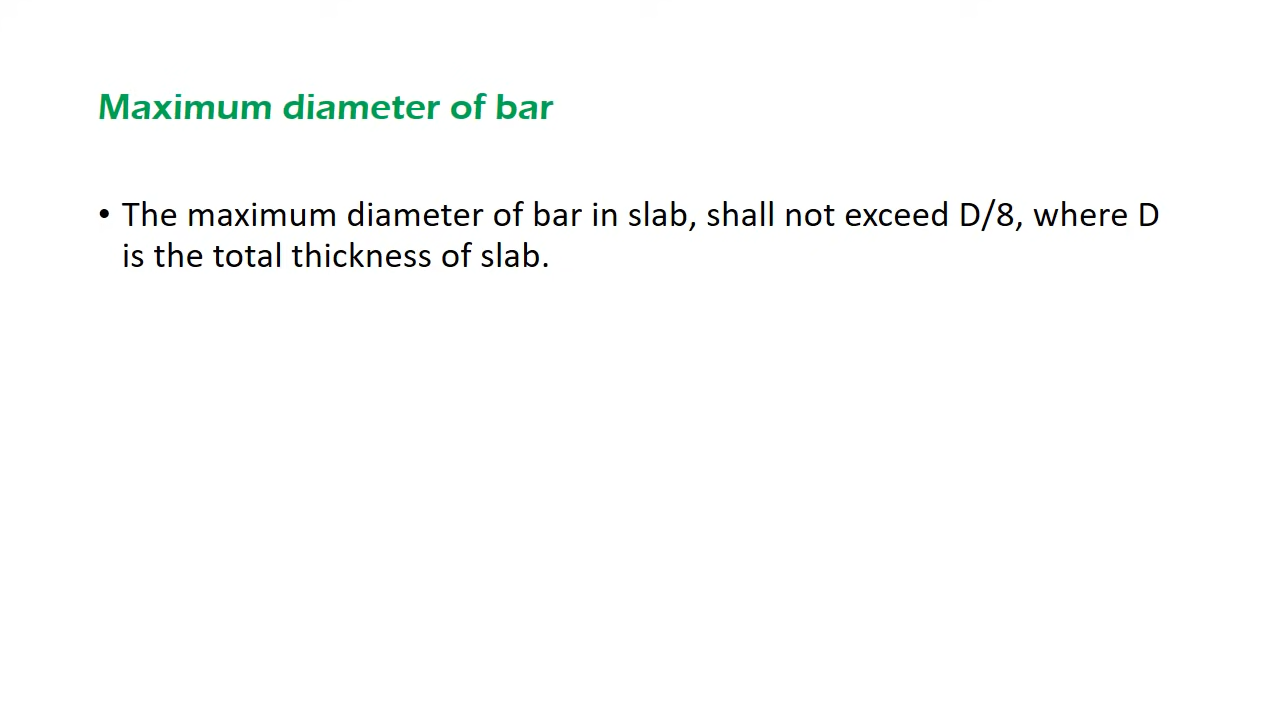 Maximum diameter of bar
• The maximum diameter of bar in slab, shall not exceed D/8, where D
is the total thickness of slab.